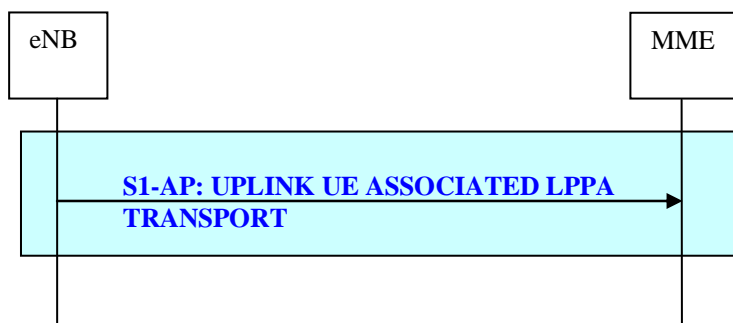 eNB
MME
S1-AP: UPLINK UE ASSOCIATED LPPA
TRANSPORT